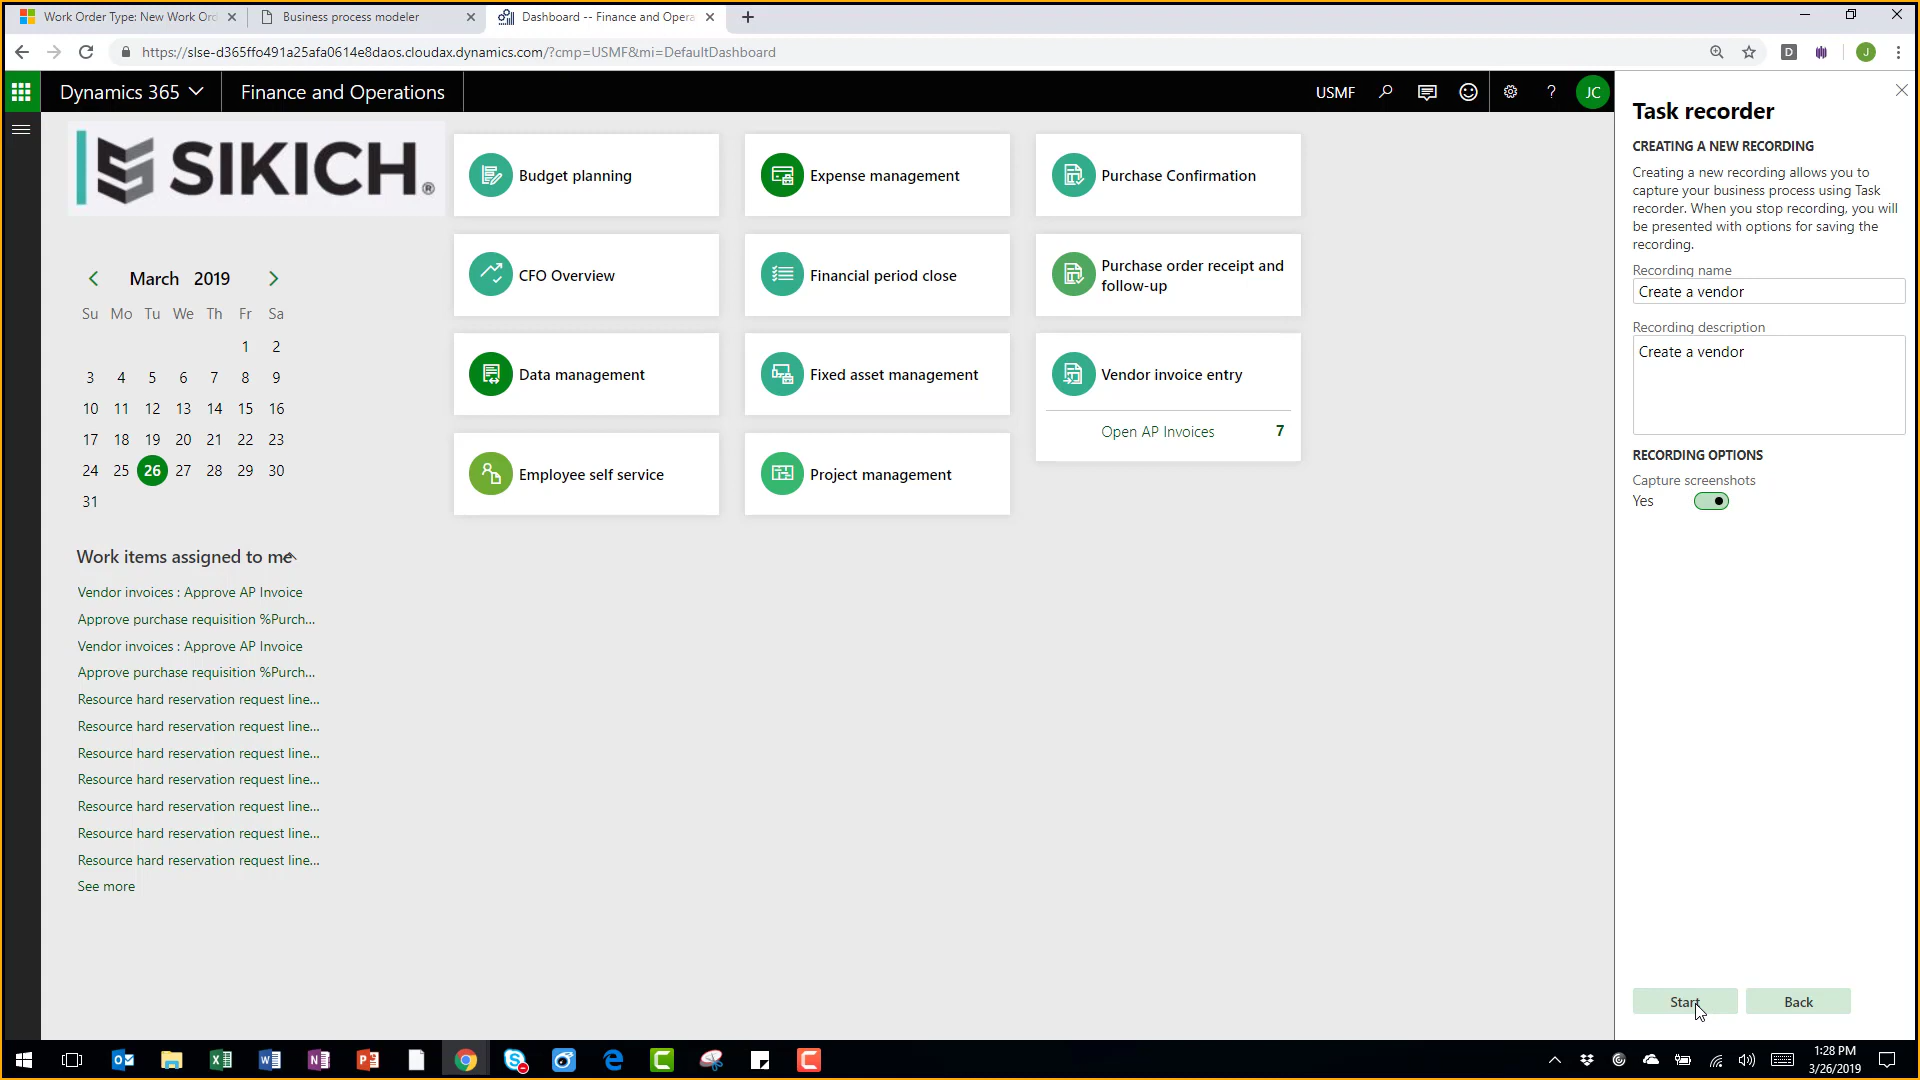 Work Order Type: New Work Ord
Business process modeler
Dashboard -- Finance and Opera
https://slse-d365ffo491a25afa0614e8daos.cloudax.dynamics.com/?cmp=USMF&mi=DefaultDashboard
D
J
Dynamics 365
Finance and Operations
USMF
?
JC
SIKICH®
March 2019
Su Mo Tu We Th Fr Sa
1 2
3 4 5 6 7 8 9
10 11 12 13 14 15 16
17 18 19 20 21 22 23
24 25 26 27 28 29 30
31
Work items assigned to me
Vendor invoices : Approve AP Invoice
Approve purchase requisition %Purch...
Vendor invoices : Approve AP Invoice
Approve purchase requisition %Purch...
Resource hard reservation request line...
Resource hard reservation request line...
Resource hard reservation request line...
Resource hard reservation request line...
Resource hard reservation request line...
Resource hard reservation request line...
Resource hard reservation request line...
See more
Budget planning
Expense management
Purchase Confirmation
CFO Overview
Financial period close
Purchase order receipt and
follow-up
Data management
Fixed asset management
Vendor invoice entry
Open AP Invoices 7
Employee self service
Project management
Task recorder
CREATING A NEW RECORDING
Creating a new recording allows you to
capture your business process using Task
recorder. When you stop recording, you will
be presented with options for saving the
recording.
Recording name
Create a vendor
Recording description
Create a vendor
RECORDING OPTIONS
Capture screenshots
Yes
Start
Back
1:28 PM
3/26/2019